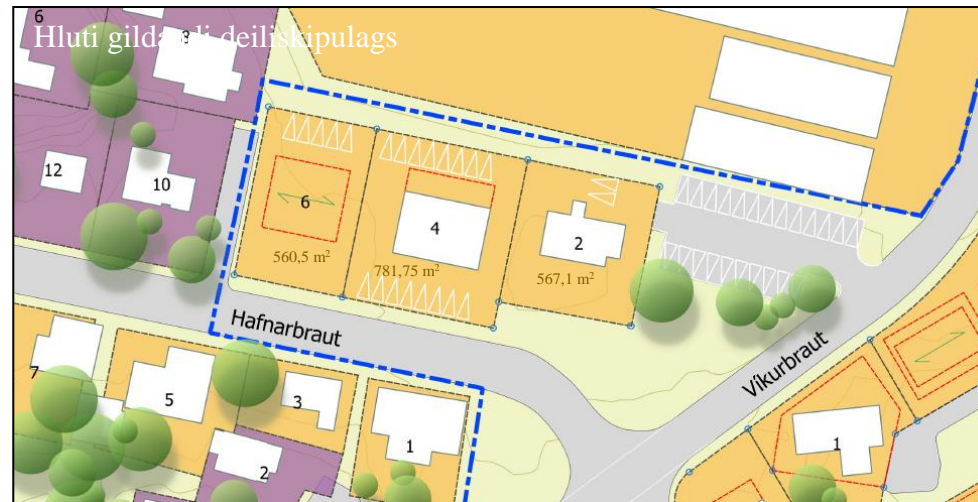 Hluti gildandi deiliskipulags
6
8
12
10
6
4
2
560,5 m²
781,75 m²
567,1 m²
Hafnarbraut
Víkurbraut
7
5
3
1
2
1